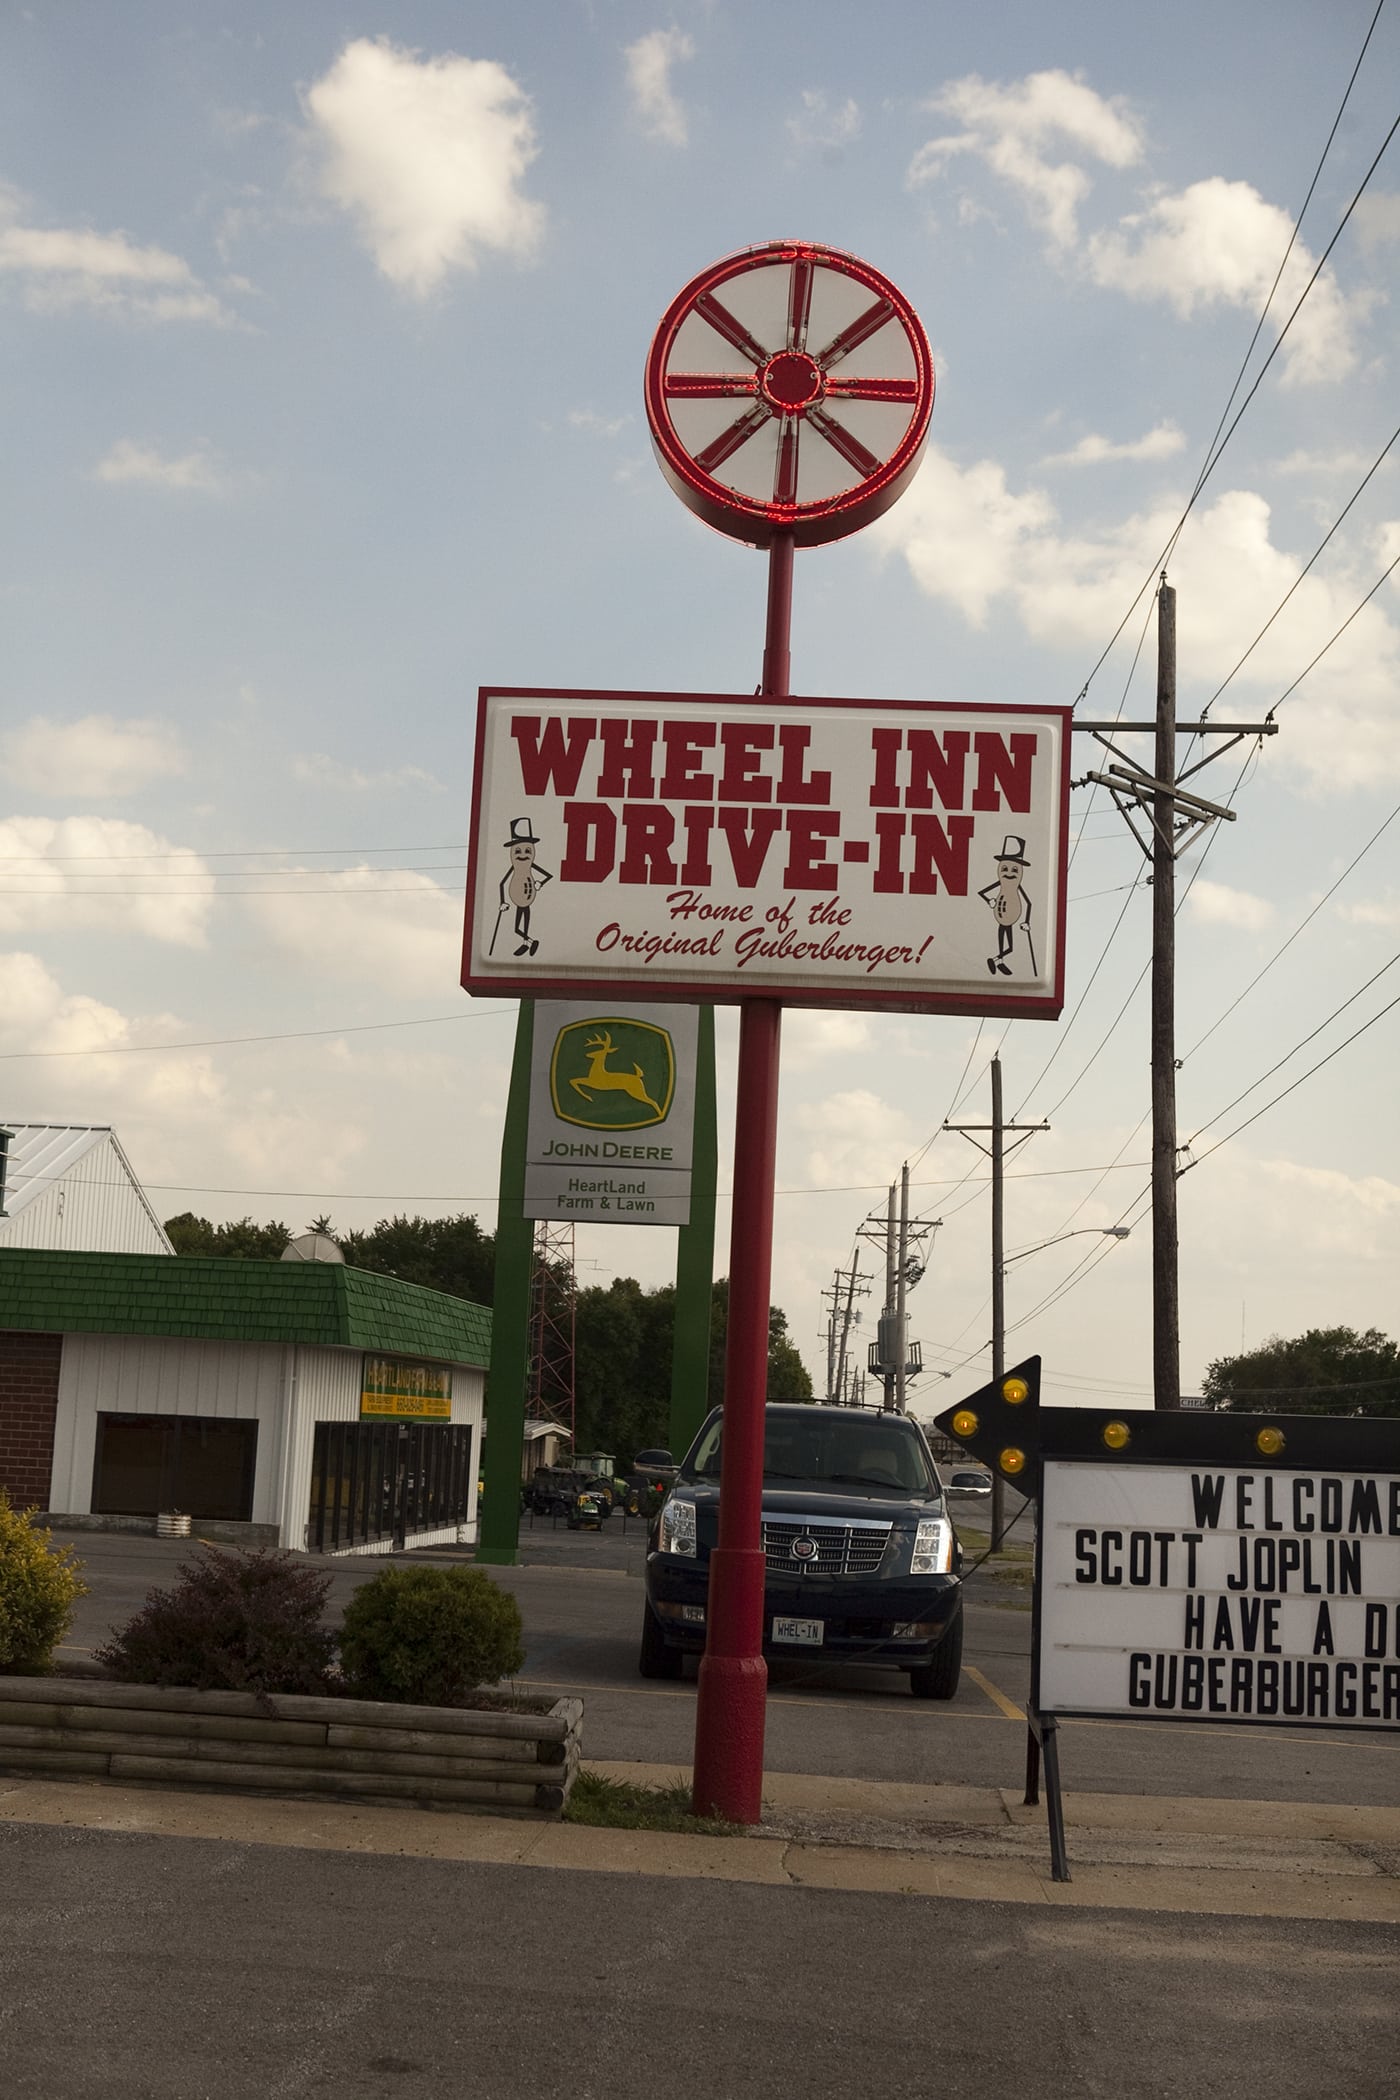 WHEEL INN
DRIVE-IN
Home of the
Original Guberburger!
JOHN DEERE
HeartLand
Farm & Lawn
WHEL-IN
WELCOME
SCOTT JOPLIN
HAVE A
GUBERBURGER